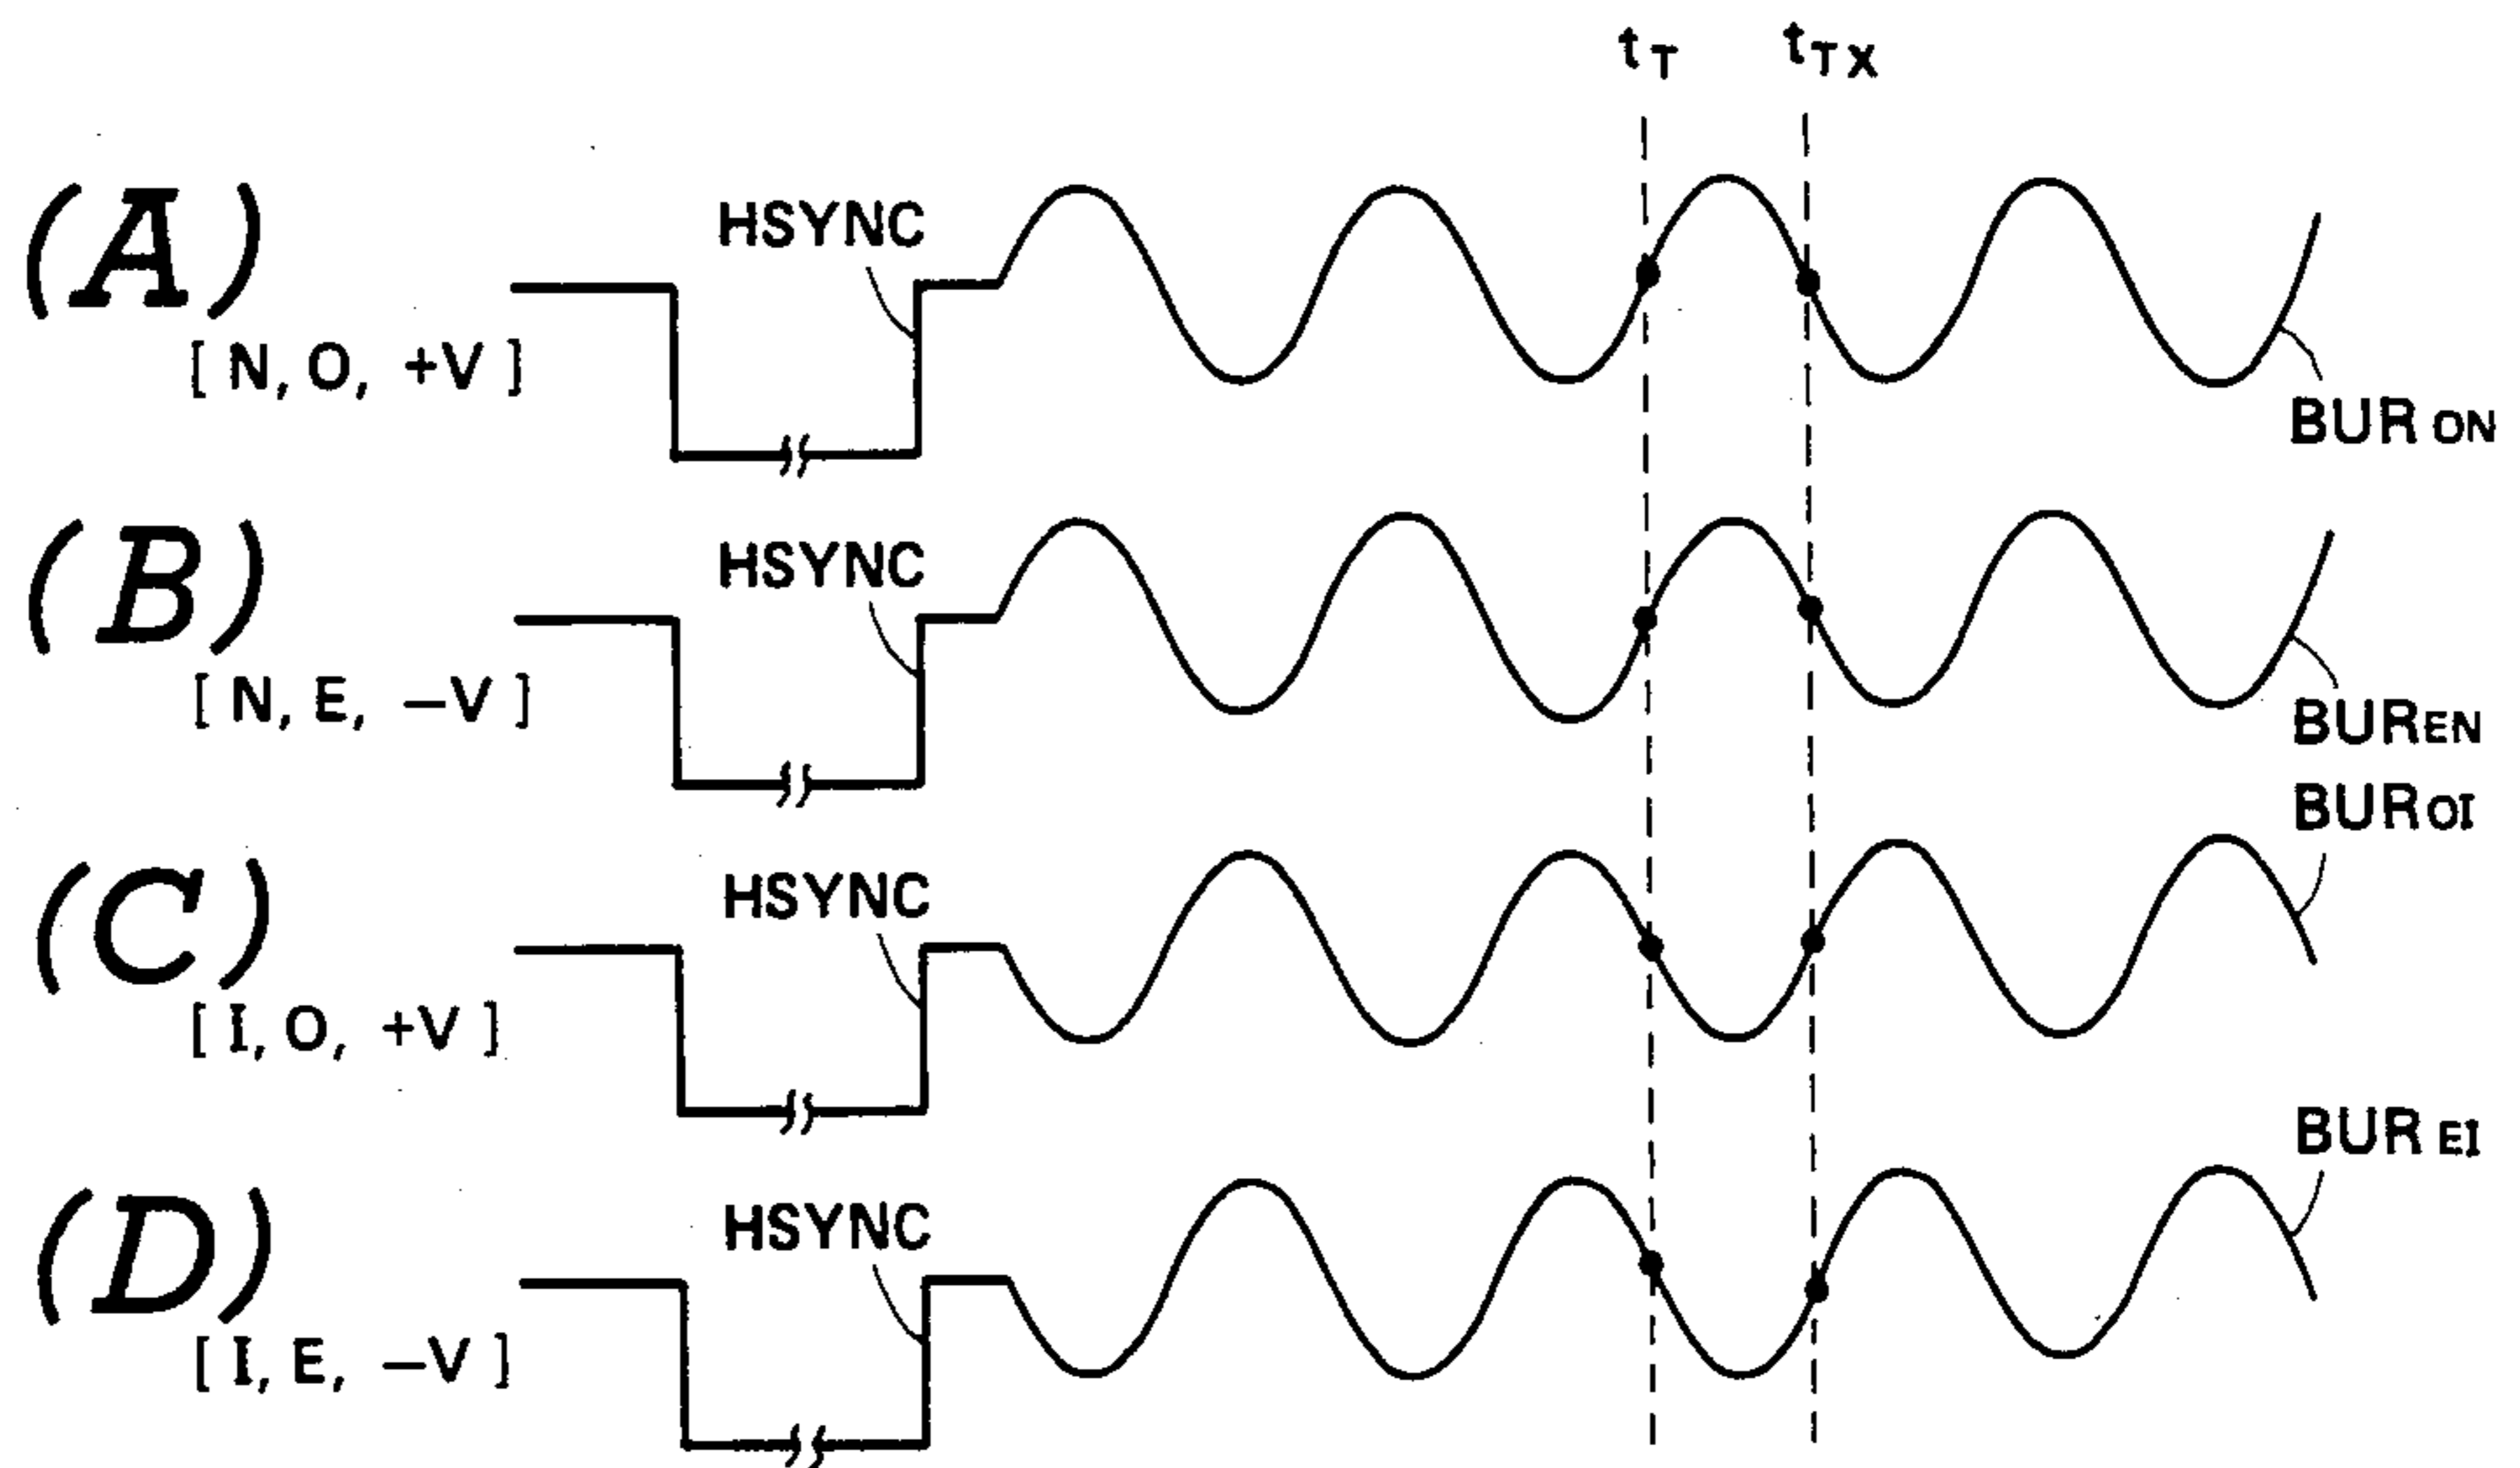 tT tTX
(A) HSYNC
[ N, O, +V ]
BUR ON
(B) HSYNC
[ N, E, −V ]
BUREN
BUROI
(C) HSYNC
[ I, O, +V ]
BUR EI
(D) HSYNC
[ I, E, −V ]